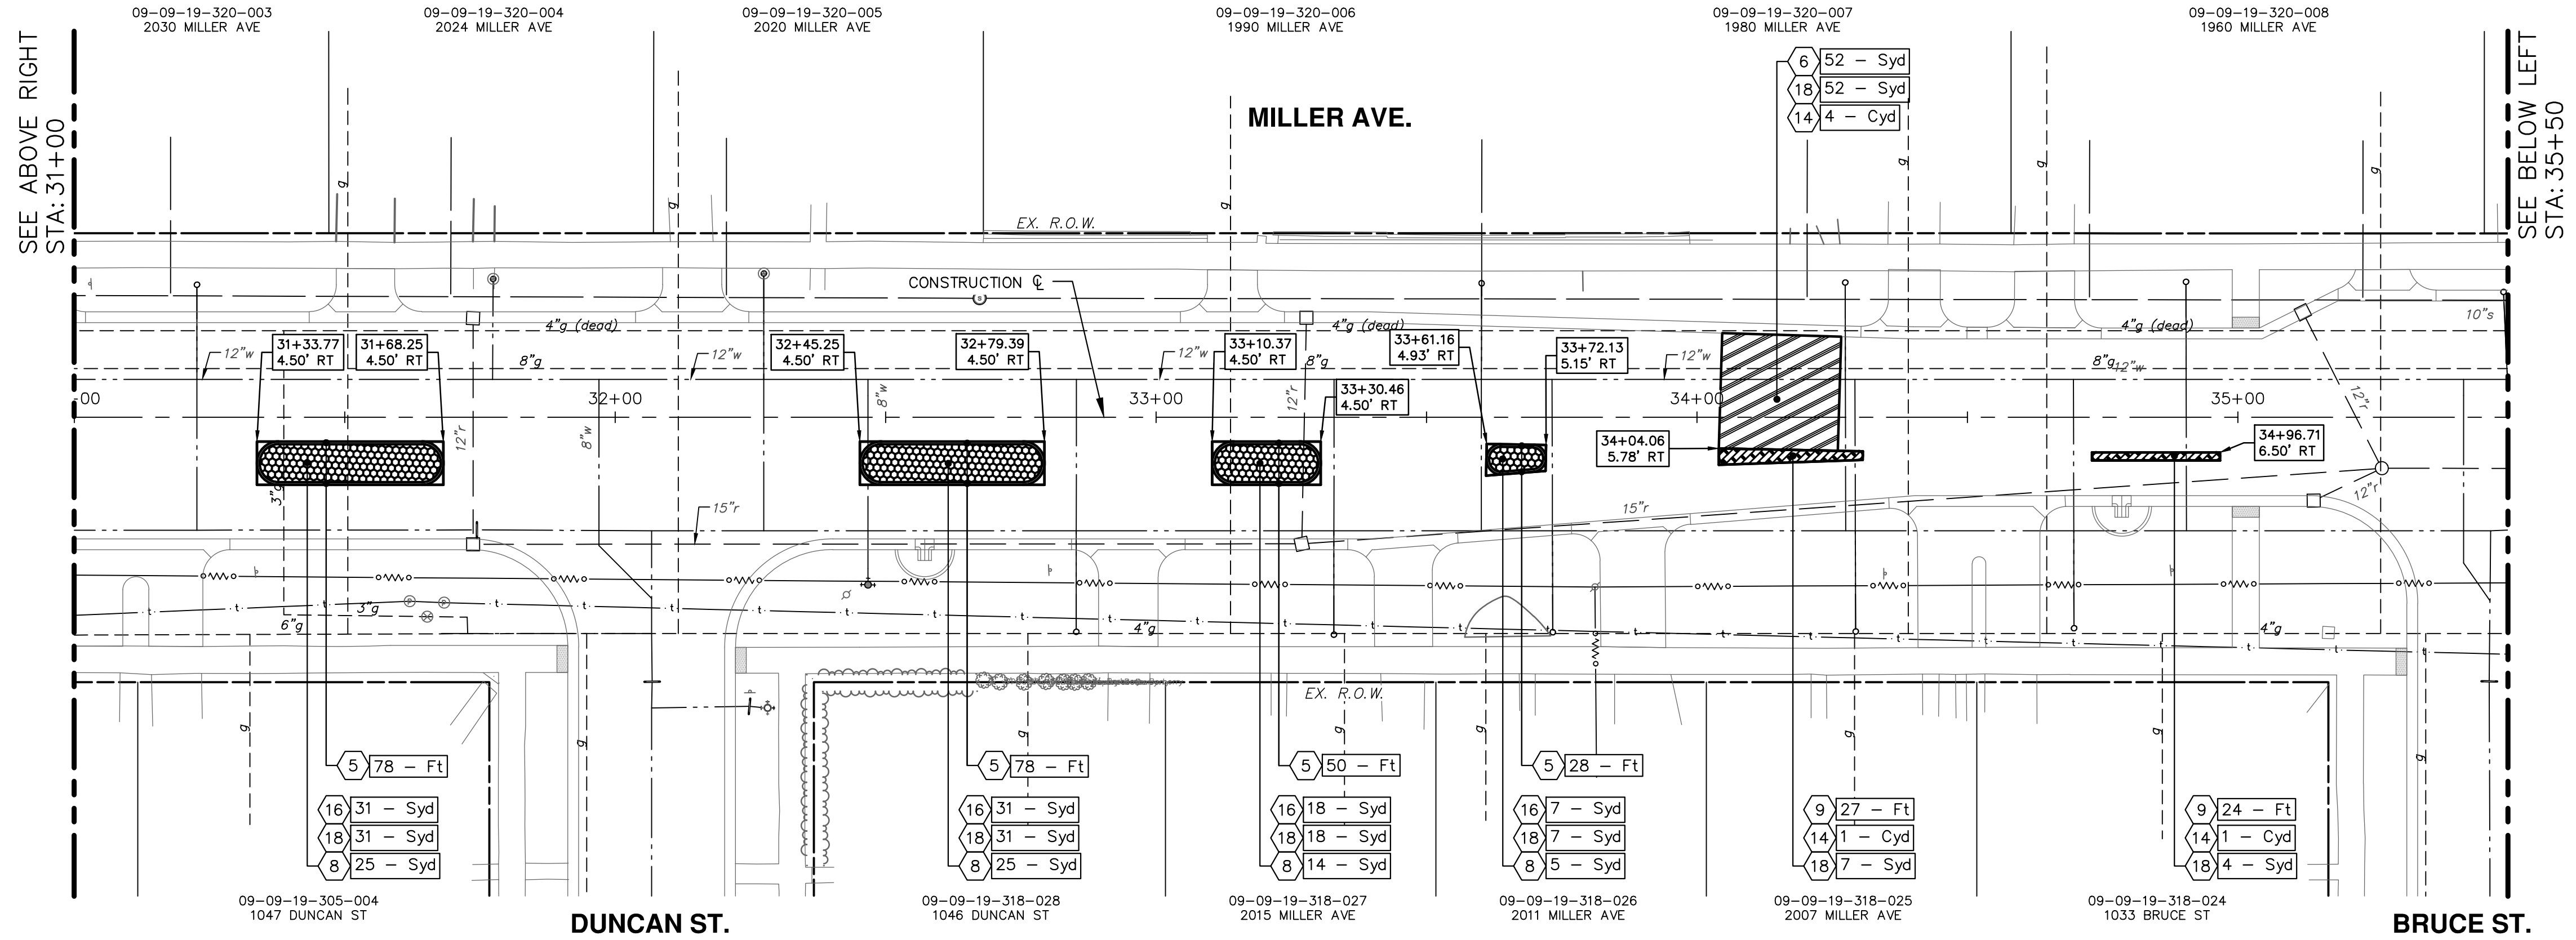 09-09-19-320-003
2030 MILLER AVE
09-09-19-320-004
2024 MILLER AVE
09-09-19-320-005
2020 MILLER AVE
09-09-19-320-006
1990 MILLER AVE
09-09-19-320-007
1980 MILLER AVE
09-09-19-320-008
1960 MILLER AVE
SEE ABOVE RIGHT
STA: 31+00
SEE BELOW LEFT
STA: 35+50
6 52 - Syd
18 52 - Syd
14 4 - Cyd
MILLER AVE.
g
g
g
g
g
g
EX. R.O.W.
CONSTRUCTION ℄
S
4"g (dead)
4"g (dead)
4"g (dead)
10"s
31+33.77
4.50' RT
31+68.25
4.50' RT
32+45.25
4.50' RT
32+79.39
4.50' RT
33+10.37
4.50' RT
33+30.46
4.50' RT
33+61.16
4.93' RT
33+72.13
5.15' RT
34+04.06
5.78' RT
34+96.71
6.50' RT
12"w
12"w
12"w
12"w
12"w
8"g
8"g
8"g
-00
32+00
33+00
34+00
35+00
12"r
8"w
8"w
12"r
12"r
12"r
3"g
15"r
15"r
t t t t t t t t t t t t t
P P
3"g
6"g
4"g
4"g
EX. R.O.W.
g
g
g
g
g
g
g
g
5 78 - Ft
16 31 - Syd
18 31 - Syd
8 25 - Syd
5 78 - Ft
16 31 - Syd
18 31 - Syd
8 25 - Syd
5 50 - Ft
16 18 - Syd
18 18 - Syd
8 14 - Syd
5 28 - Ft
16 7 - Syd
18 7 - Syd
8 5 - Syd
9 27 - Ft
14 1 - Cyd
18 7 - Syd
9 24 - Ft
14 1 - Cyd
18 4 - Syd
09-09-19-305-004
1047 DUNCAN ST
DUNCAN ST.
09-09-19-318-028
1046 DUNCAN ST
09-09-19-318-027
2015 MILLER AVE
09-09-19-318-026
2011 MILLER AVE
09-09-19-318-025
2007 MILLER AVE
09-09-19-318-024
1033 BRUCE ST
BRUCE ST.